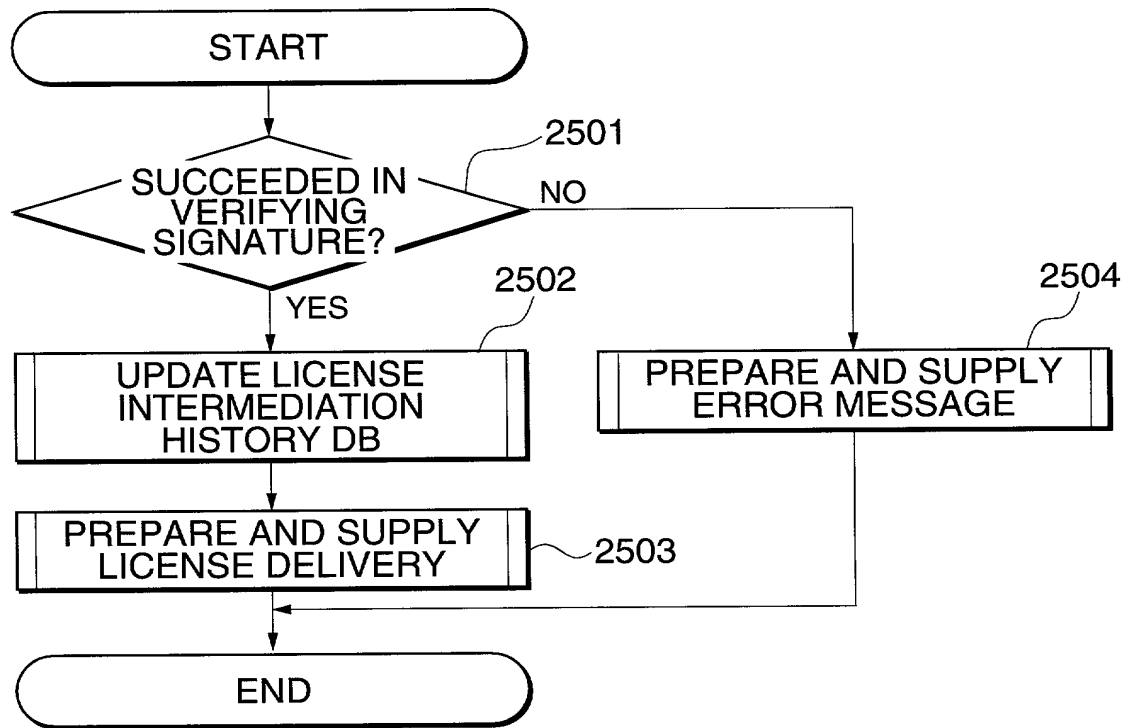 START
2501
SUCCEEDED IN
VERIFYING
SIGNATURE?
NO
YES
2502
2504
UPDATE LICENSE
INTERMEDIATION
HISTORY DB
PREPARE AND SUPPLY
ERROR MESSAGE
PREPARE AND SUPPLY
LICENSE DELIVERY
2503
END